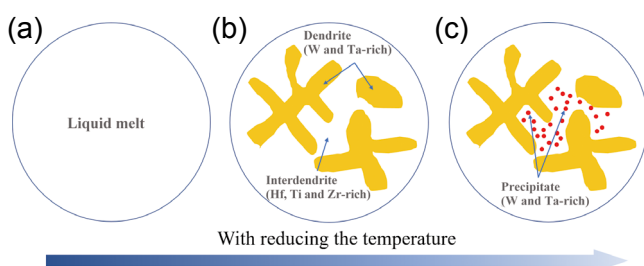 (a)
Liquid melt
(b)
Dendrite
(W and Ta-rich)
Interdendrite
(Hf, Ti and Zr-rich)
(c)
Precipitate
(W and Ta-rich)
With reducing the temperature